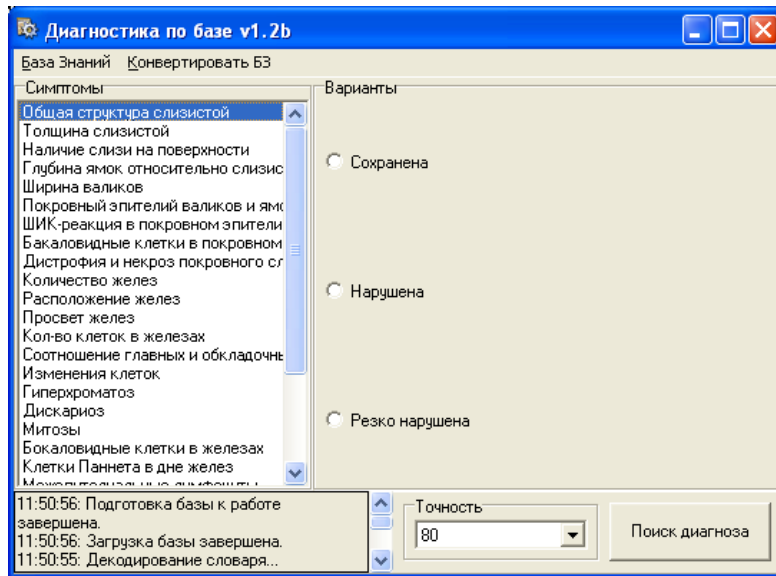 Диагностика по базе v1.2b
База Знаний Конвертировать БЗ
Симптомы
Общая структура слизистой
Толщина слизистой
Наличие слизи на поверхности
Глубина ямок относительно слизис
Ширина валиков
Покровный эпителий валиков и ямо
ШИК-реакция в покровном эпители
Бакаловидные клетки в покровном
Дистрофия и некроз покровного сл
Количество желез
Расположение желез
Просвет желез
Кол-во клеток в железах
Соотношение главных и обкладочнь
Изменения клеток
Гиперхроматоз
Дискариоз
Митозы
Бокаловидные клетки в железах
Клетки Паннета в дне желез
Варианты
Сохранена
Нарушена
Резко нарушена
11:50:56: Подготовка базы к работе
завершена.
11:50:56: Загрузка базы завершена.
11:50:55: Декодирование словаря...
Точность
80
Поиск диагноза